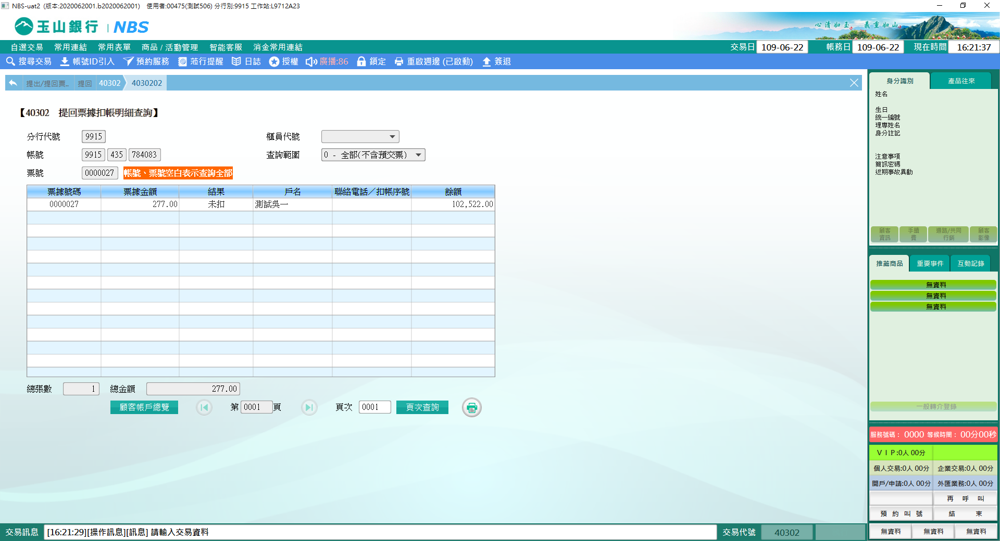 NBS-uat2 (版本:2020062001.b2020062001) 使用者:00475(測試506) 分行別:9915 工作站:L9712A23
玉山銀行 | NBS
心清如玉 義重如山
自選交易 常用連結 常用表單 商品 / 活動管理 智能客服 消金常用連結 交易日 109-06-22 帳務日 109-06-22 現在時間 16:21:37
搜尋交易 帳號ID引入 預約服務 蒞行提醒 日誌 授權 廣播:86 鎖定 重啟週邊 (已啟動) 簽退
提出/提回票.. 提回 40302 4030202
【40302 提回票據扣帳明細查詢】
分行代號 9915 櫃員代號
帳號 9915 435 784083 查詢範圍 0 - 全部(不含預交票)
票號 0000027 帳號、票號空白表示查詢全部
票據號碼 票據金額 結果 戶名 聯絡電話／扣帳序號 餘額
0000027 277.00 未扣 測試吳一 102,522.00
總張數 1 總金額 277.00
顧客帳戶總覽 第 0001 頁 頁次 0001 頁次查詢
身分識別 產品往來
姓名
生日
統一編號
理專姓名
身分註記
注意事項
簡訊密碼
近期事故異動
顧客資訊 手續費 通路/共同行銷 顧客影像
推薦商品 重要事件 互動記錄
無資料
無資料
無資料
一般轉介登錄
服務號碼： 0000 等候時間： 00分00秒
ＶＩＰ:0人 00分
個人交易:0人 00分 企業交易:0人 00分
開戶/申請:0人 00分 外匯業務:0人 00分
再 呼 叫
預 約 叫 號 結 束
無資料 無資料 無資料
交易訊息 [16:21:29][操作訊息][訊息] 請輸入交易資料 交易代號 40302